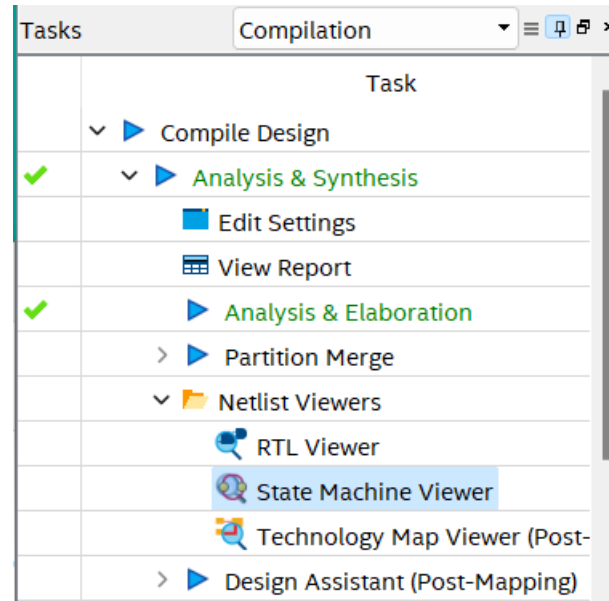 Tasks Compilation
Task
Compile Design
Analysis & Synthesis
Edit Settings
View Report
Analysis & Elaboration
Partition Merge
Netlist Viewers
RTL Viewer
State Machine Viewer
Technology Map Viewer (Post-
Design Assistant (Post-Mapping)